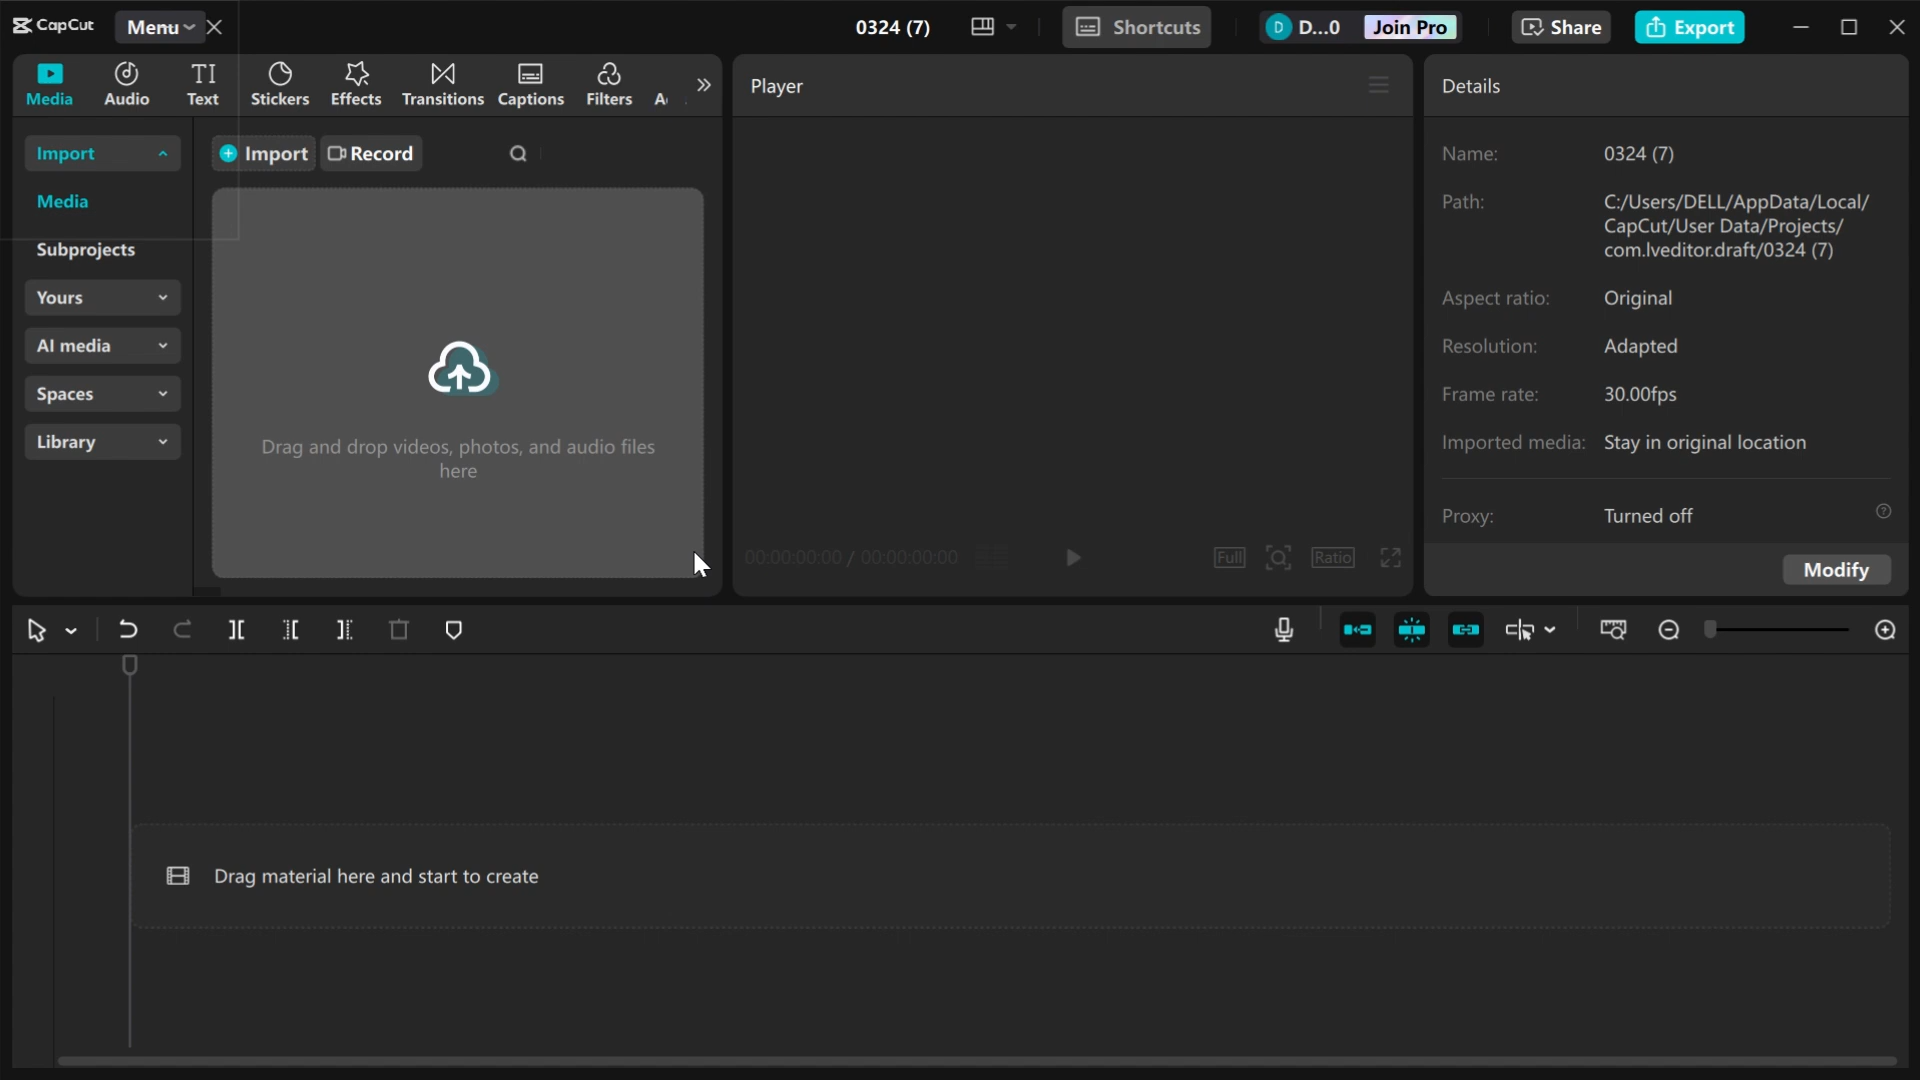 CapCut
Menu
0324 (7)
Shortcuts
D
D...0
Join Pro
Share
Export
Media
Audio
TI
Text
Stickers
Effects
Transitions
Captions
Filters
Player
Details
Import
Media
Subprojects
Yours
AI media
Spaces
Library
Import
Record
Drag and drop videos, photos, and audio files
here
00:00:00:00 / 00:00:00:00
Full
Ratio
Name:
0324 (7)
Path:
C:/Users/DELL/AppData/Local/
CapCut/User Data/Projects/
com.lveditor.draft/0324 (7)
Aspect ratio:
Original
Resolution:
Adapted
Frame rate:
30.00fps
Imported media:
Stay in original location
Proxy:
Turned off
?
Modify
Drag material here and start to create